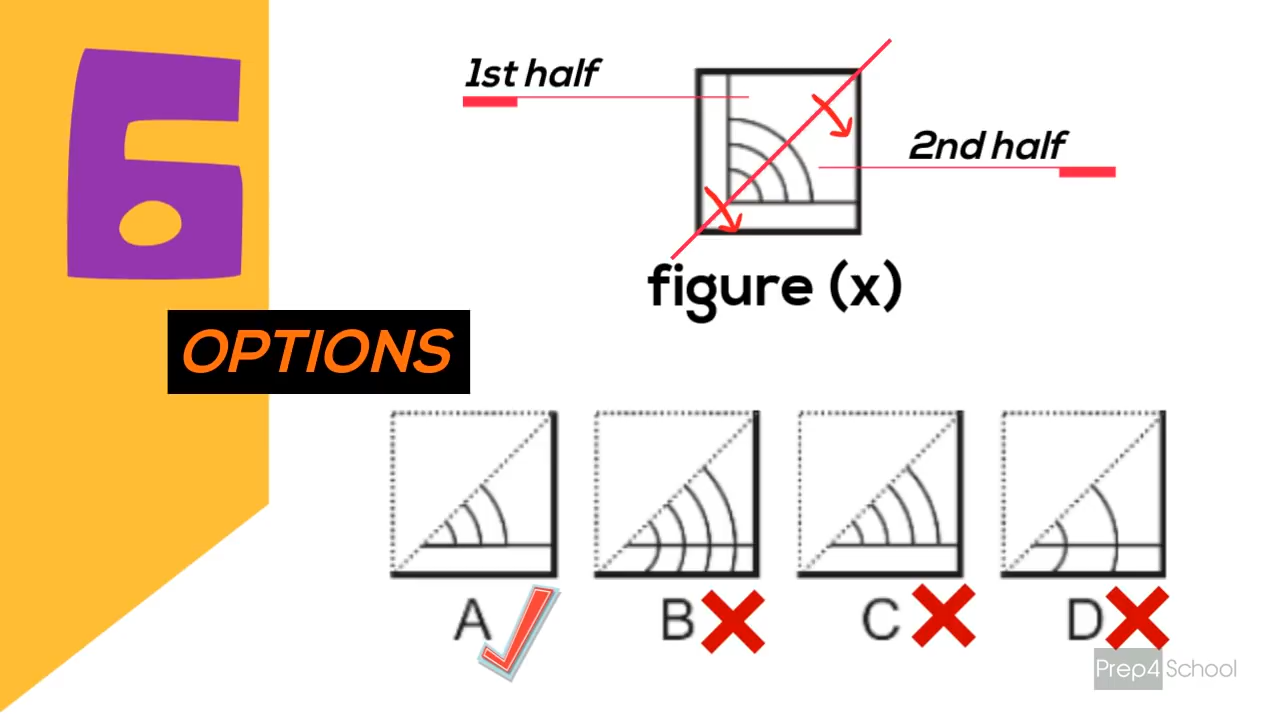 6
1st half
2nd half
figure (x)
OPTIONS
A
B
C
D
Prep4School